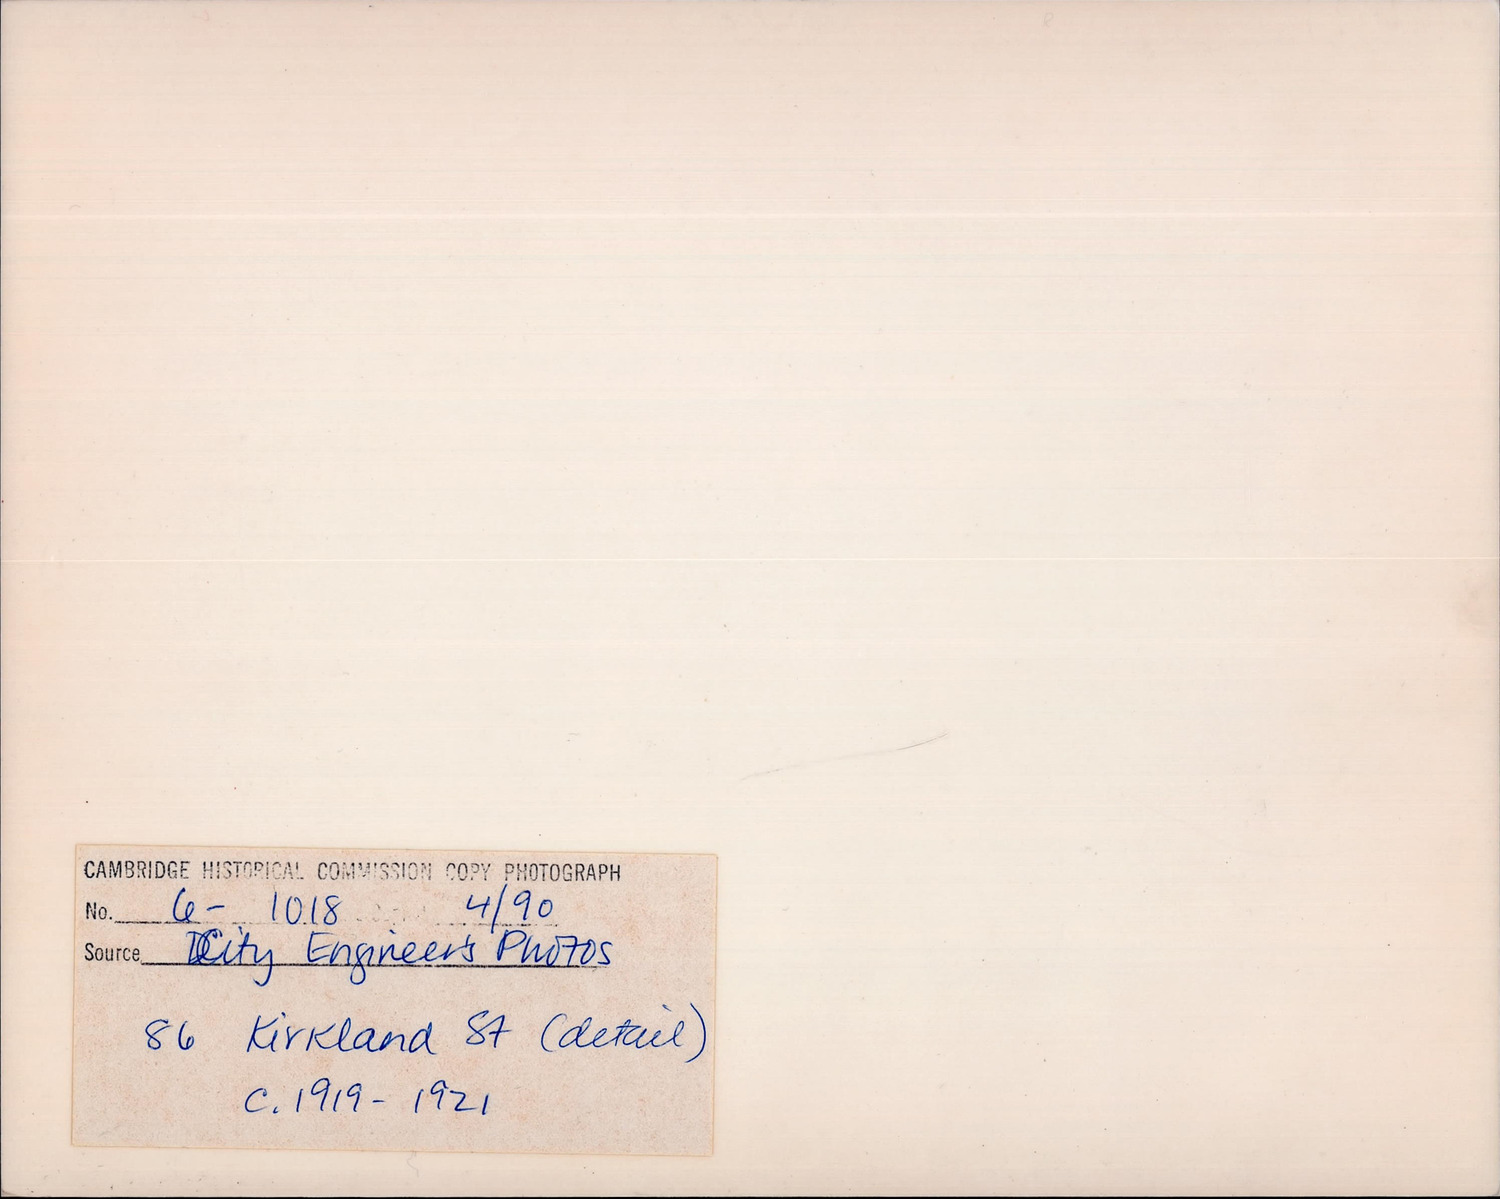 CAMBRIDGE HISTORICAL COMMISSION COPY PHOTOGRAPH
No. 6- 1018 4/90
Source City Engineer's Photos
86 Kirkland St (detail)
c. 1919- 1921